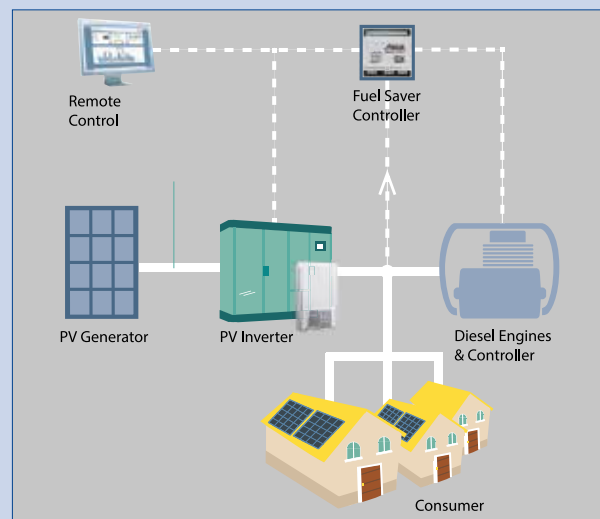 Remote
Control
Fuel Saver
Controller
PV Generator
PV Inverter
Diesel Engines
& Controller
Consumer